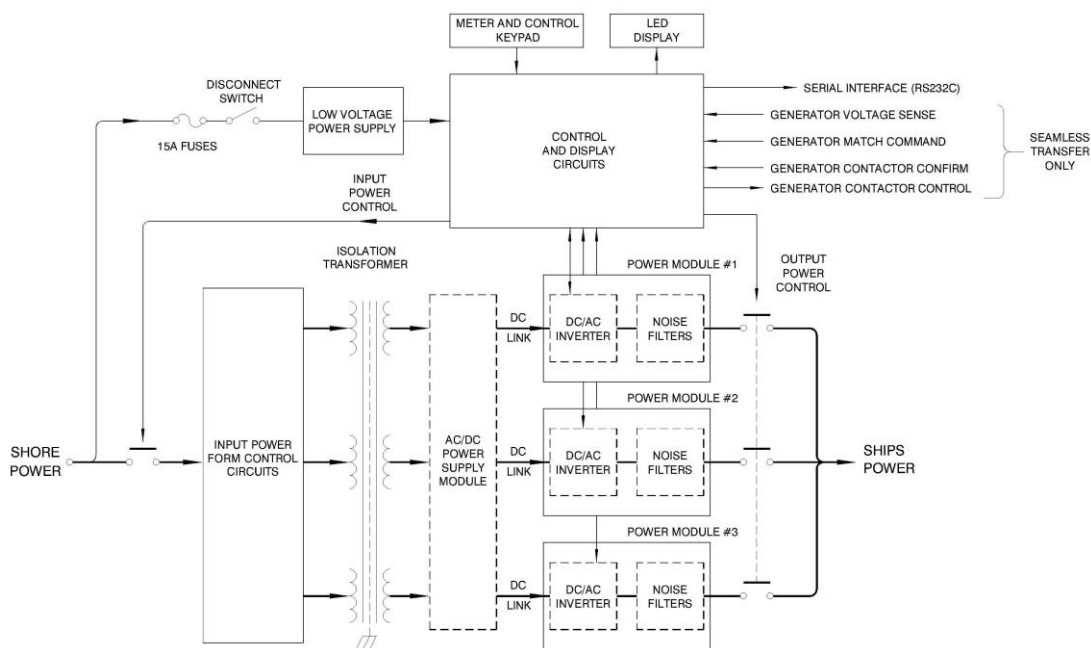 METER AND CONTROL
KEYPAD
LED
DISPLAY
DISCONNECT
SWITCH
15A FUSES
LOW VOLTAGE
POWER SUPPLY
CONTROL
AND DISPLAY
CIRCUITS
SERIAL INTERFACE (RS232C)
GENERATOR VOLTAGE SENSE
GENERATOR MATCH COMMAND
GENERATOR CONTACTOR CONFIRM
GENERATOR CONTACTOR CONTROL
SEAMLESS
TRANSFER
ONLY
INPUT
POWER
CONTROL
ISOLATION
TRANSFORMER
POWER MODULE #1
OUTPUT
POWER
CONTROL
DC
LINK
DC/AC
INVERTER
NOISE
FILTERS
POWER MODULE #2
SHORE
POWER
INPUT POWER
FORM CONTROL
CIRCUITS
AC/DC
POWER
SUPPLY
MODULE
DC
LINK
DC/AC
INVERTER
NOISE
FILTERS
SHIPS
POWER
POWER MODULE #3
DC
LINK
DC/AC
INVERTER
NOISE
FILTERS